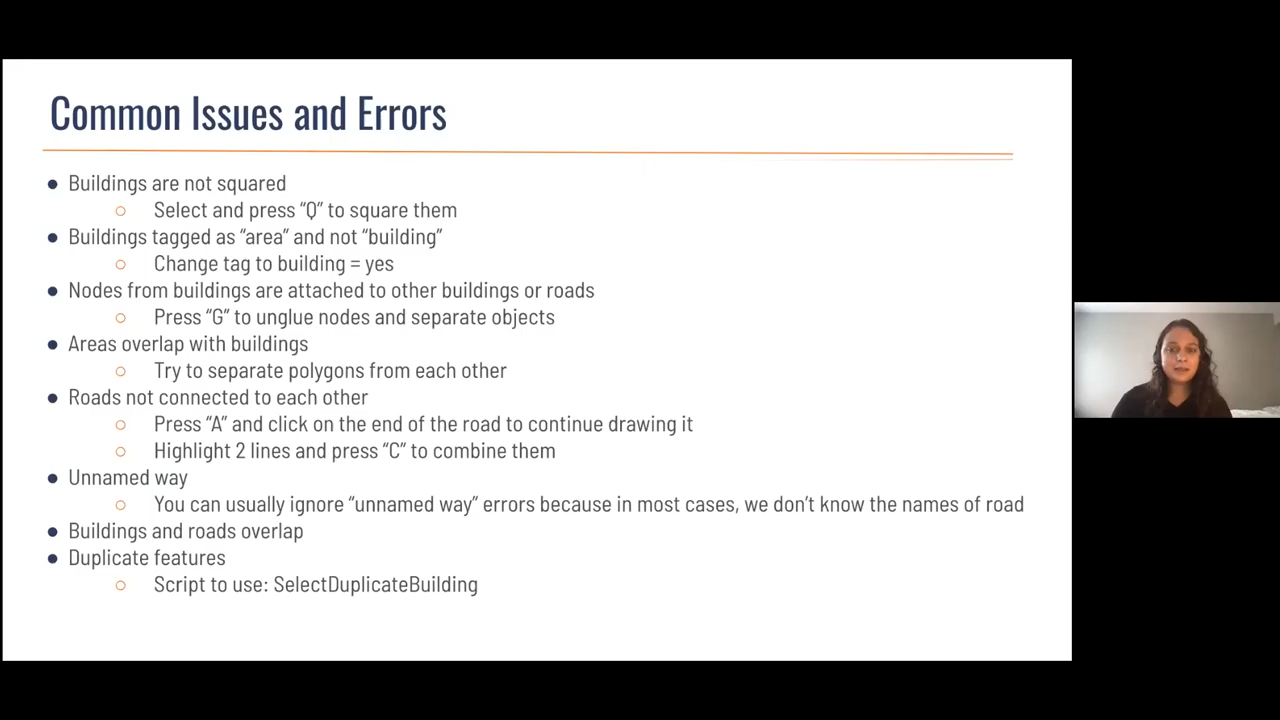 Common Issues and Errors
● Buildings are not squared
○ Select and press “Q” to square them
● Buildings tagged as “area” and not “building”
○ Change tag to building = yes
● Nodes from buildings are attached to other buildings or roads
○ Press “G” to unglue nodes and separate objects
● Areas overlap with buildings
○ Try to separate polygons from each other
● Roads not connected to each other
○ Press “A” and click on the end of the road to continue drawing it
○ Highlight 2 lines and press “C” to combine them
● Unnamed way
○ You can usually ignore “unnamed way” errors because in most cases, we don’t know the names of road
● Buildings and roads overlap
● Duplicate features
○ Script to use: SelectDuplicateBuilding